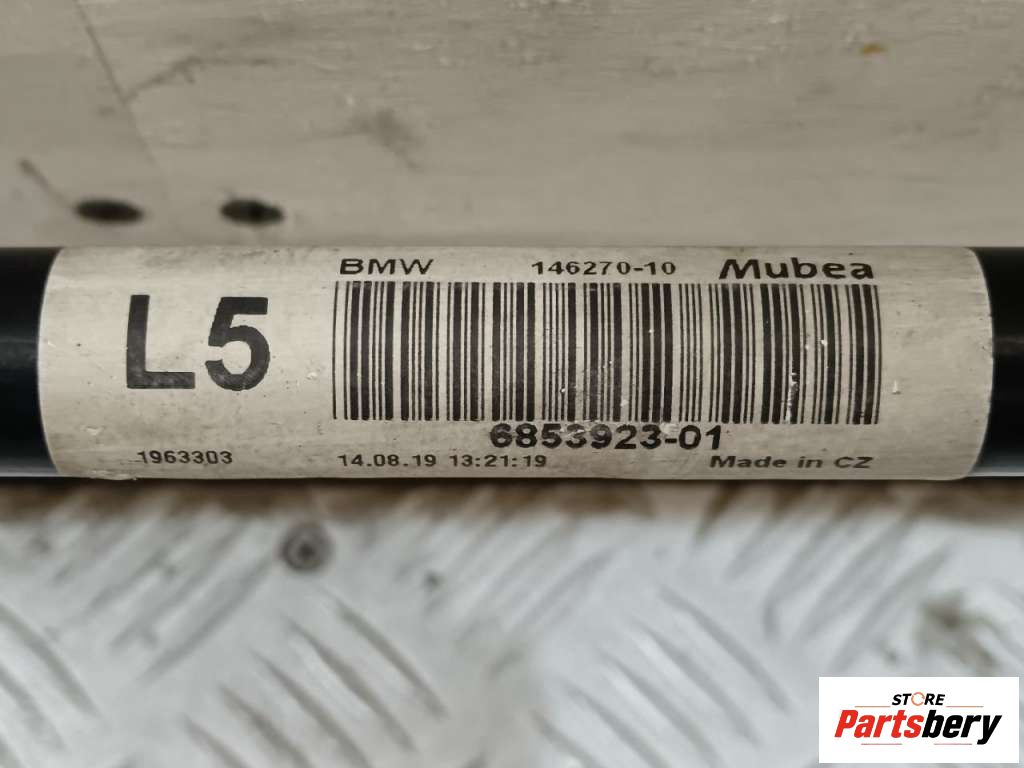 BMW 146270-10 Mubea
L5
6853923-01
1963303 14.08.19 13:21:19 Made in CZ
STORE
Partsbery